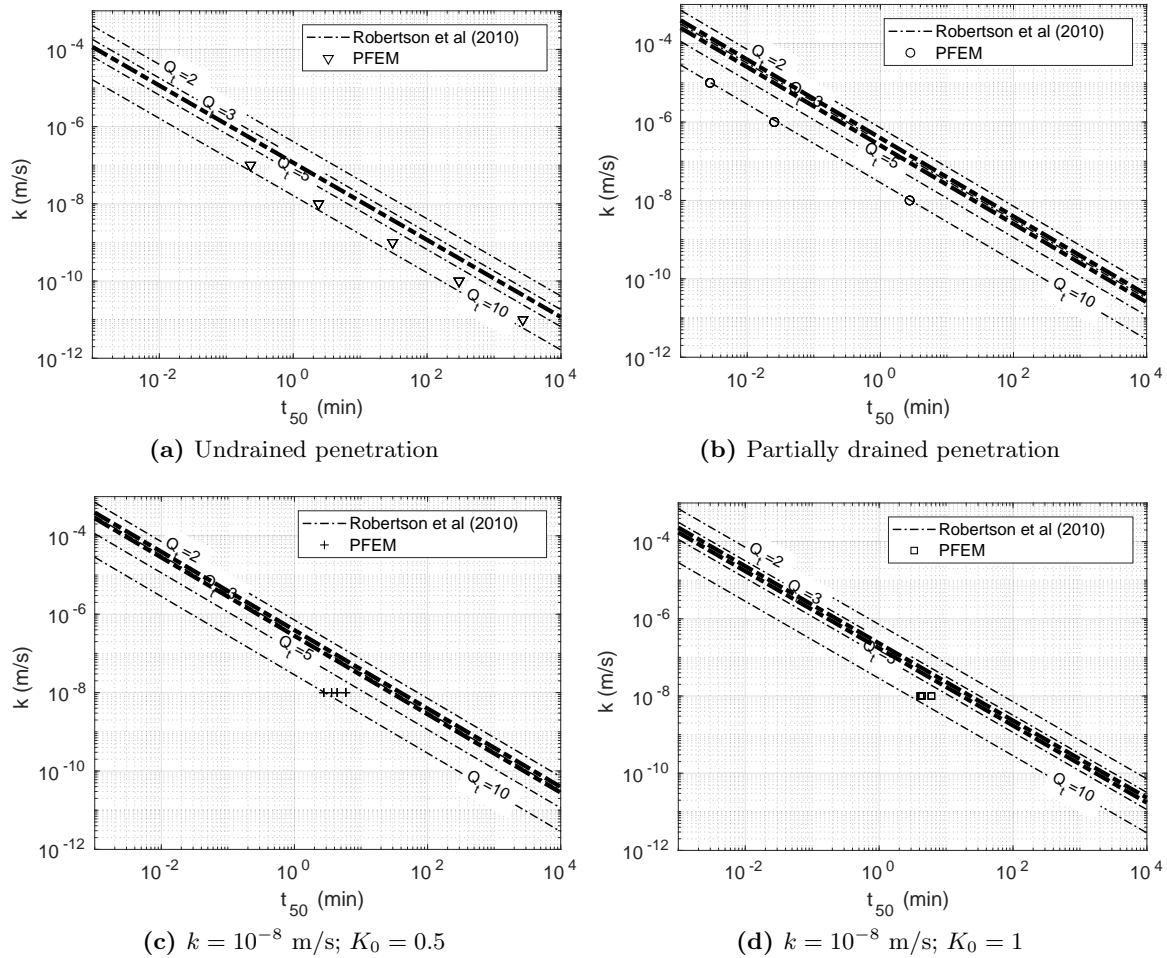 Robertson et al (2010)
PFEM
Q_t=2
Q_t=3
Q_t=5
Q_t=10
10^-4
10^-6
10^-8
10^-10
10^-12
k (m/s)
10^-2 10^0 10^2 10^4
t_50 (min)
(a) Undrained penetration
Robertson et al (2010)
PFEM
Q_t=2
Q_t=5
Q_t=10
10^-4
10^-6
10^-8
10^-10
10^-12
k (m/s)
10^-2 10^0 10^2 10^4
t_50 (min)
(b) Partially drained penetration
Robertson et al (2010)
PFEM
Q_t=2
Q_t=5
Q_t=10
10^-4
10^-6
10^-8
10^-10
10^-12
k (m/s)
10^-2 10^0 10^2 10^4
t_50 (min)
(c) k = 10^-8 m/s; K_0 = 0.5
Robertson et al (2010)
PFEM
Q_t=2
Q_t=3
Q_t=10
10^-4
10^-6
10^-8
10^-10
10^-12
k (m/s)
10^-2 10^0 10^2 10^4
t_50 (min)
(d) k = 10^-8 m/s; K_0 = 1